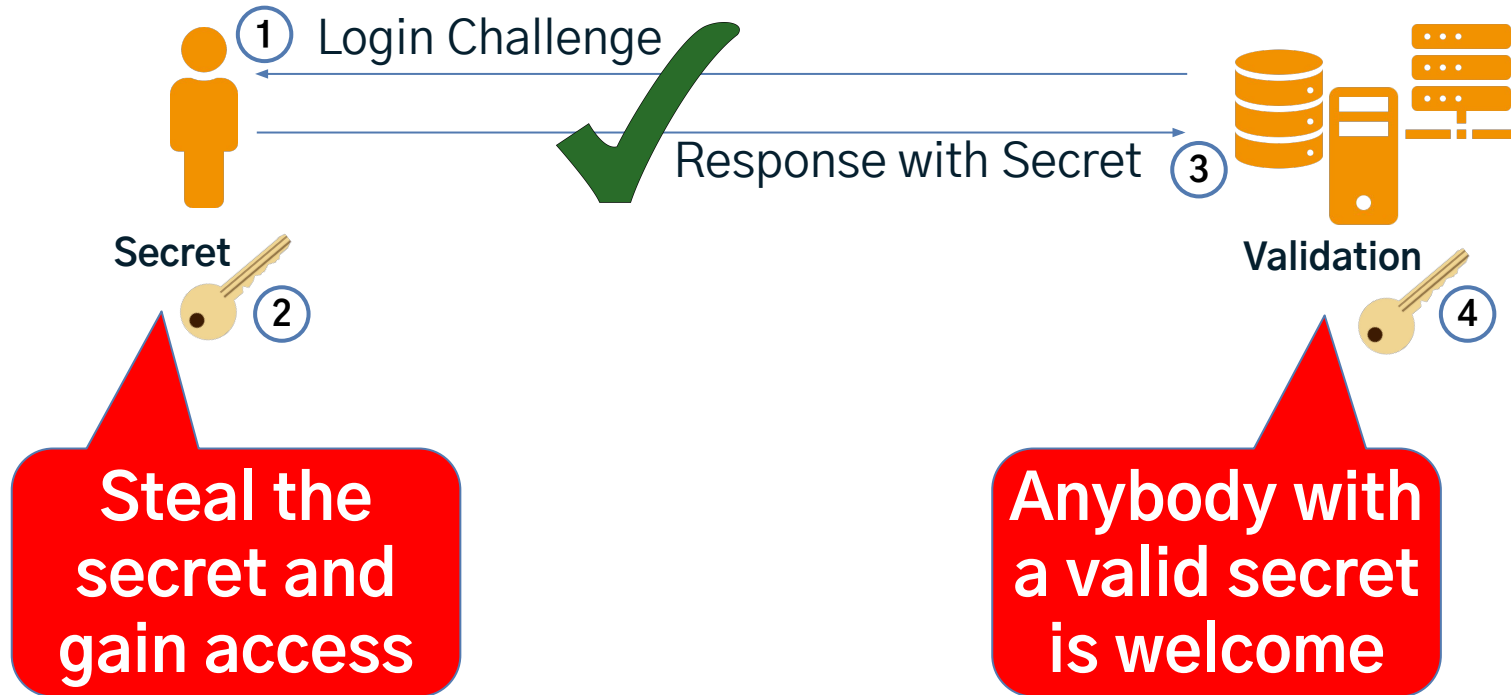 1 Login Challenge
Response with Secret 3
Secret
2
Validation
4
Steal the
secret and
gain access
Anybody with
a valid secret
is welcome